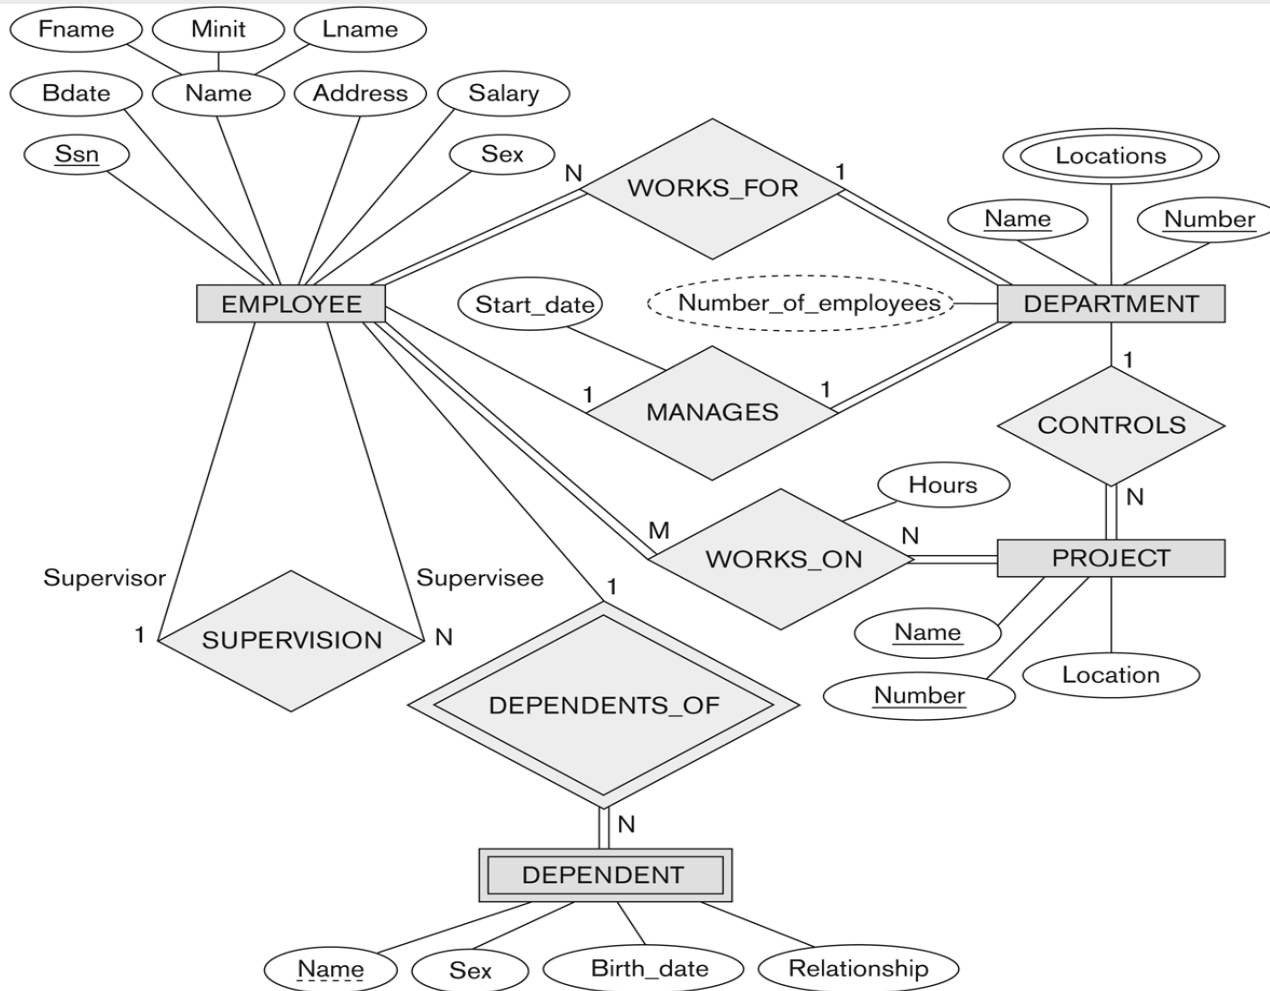 Fname
Minit
Lname
Bdate
Name
Address
Salary
Ssn
Sex
N
WORKS_FOR
1
Locations
Name
Number
EMPLOYEE
Start_date
Number_of_employees
DEPARTMENT
1
MANAGES
1
1
CONTROLS
N
Hours
M
WORKS_ON
N
PROJECT
Supervisor
Supervisee
1
SUPERVISION
N
1
Name
Number
Location
DEPENDENTS_OF
N
DEPENDENT
Name
Sex
Birth_date
Relationship